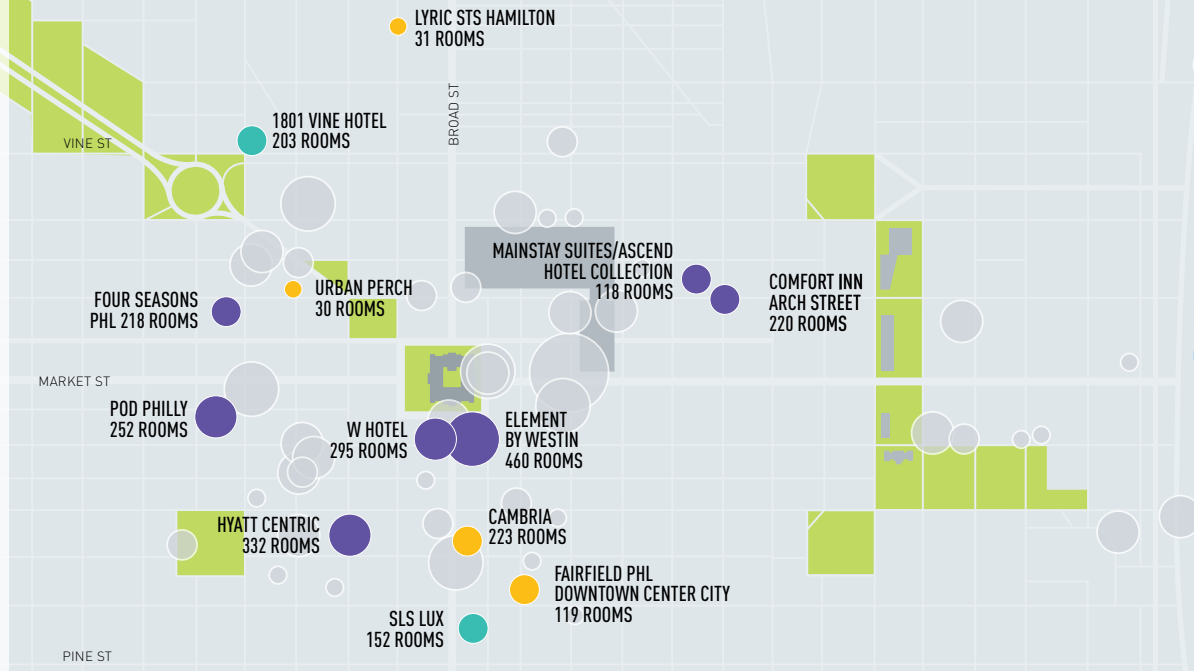 LYRIC STS HAMILTON
31 ROOMS
BROAD ST
1801 VINE HOTEL
203 ROOMS
VINE ST
MAINSTAY SUITES/ASCEND
HOTEL COLLECTION
118 ROOMS
COMFORT INN
ARCH STREET
220 ROOMS
URBAN PERCH
30 ROOMS
FOUR SEASONS
PHL 218 ROOMS
MARKET ST
POD PHILLY
252 ROOMS
W HOTEL
295 ROOMS
ELEMENT
BY WESTIN
460 ROOMS
HYATT CENTRIC
332 ROOMS
CAMBRIA
223 ROOMS
FAIRFIELD PHL
DOWNTOWN CENTER CITY
119 ROOMS
SLS LUX
152 ROOMS
PINE ST